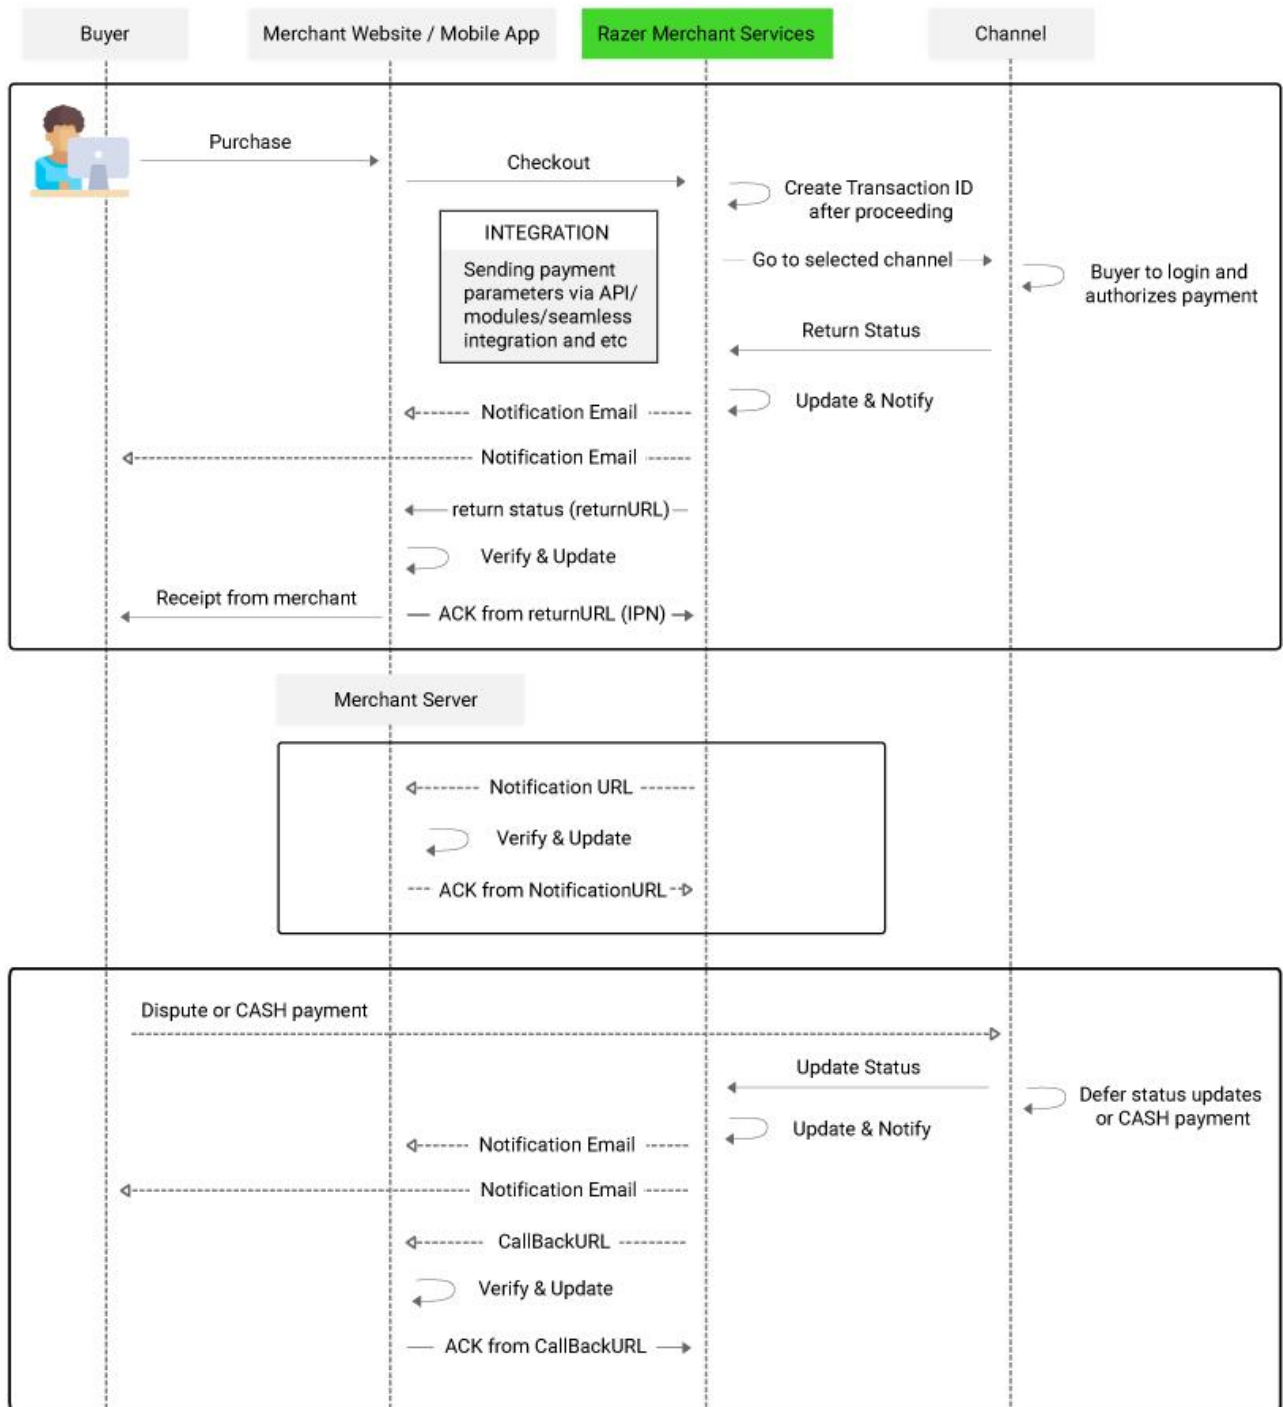 Buyer
Merchant Website / Mobile App
Razer Merchant Services
Channel
Purchase
Checkout
Create Transaction ID
after proceeding
INTEGRATION
Sending payment
parameters via API/
modules/seamless
integration and etc
Go to selected channel
Buyer to login and
authorizes payment
Return Status
Update & Notify
Notification Email
Notification Email
return status (returnURL)
Verify & Update
Receipt from merchant
ACK from returnURL (IPN)
Merchant Server
Notification URL
Verify & Update
ACK from NotificationURL
Dispute or CASH payment
Update Status
Defer status updates
or CASH payment
Update & Notify
Notification Email
Notification Email
CallBackURL
Verify & Update
ACK from CallBackURL